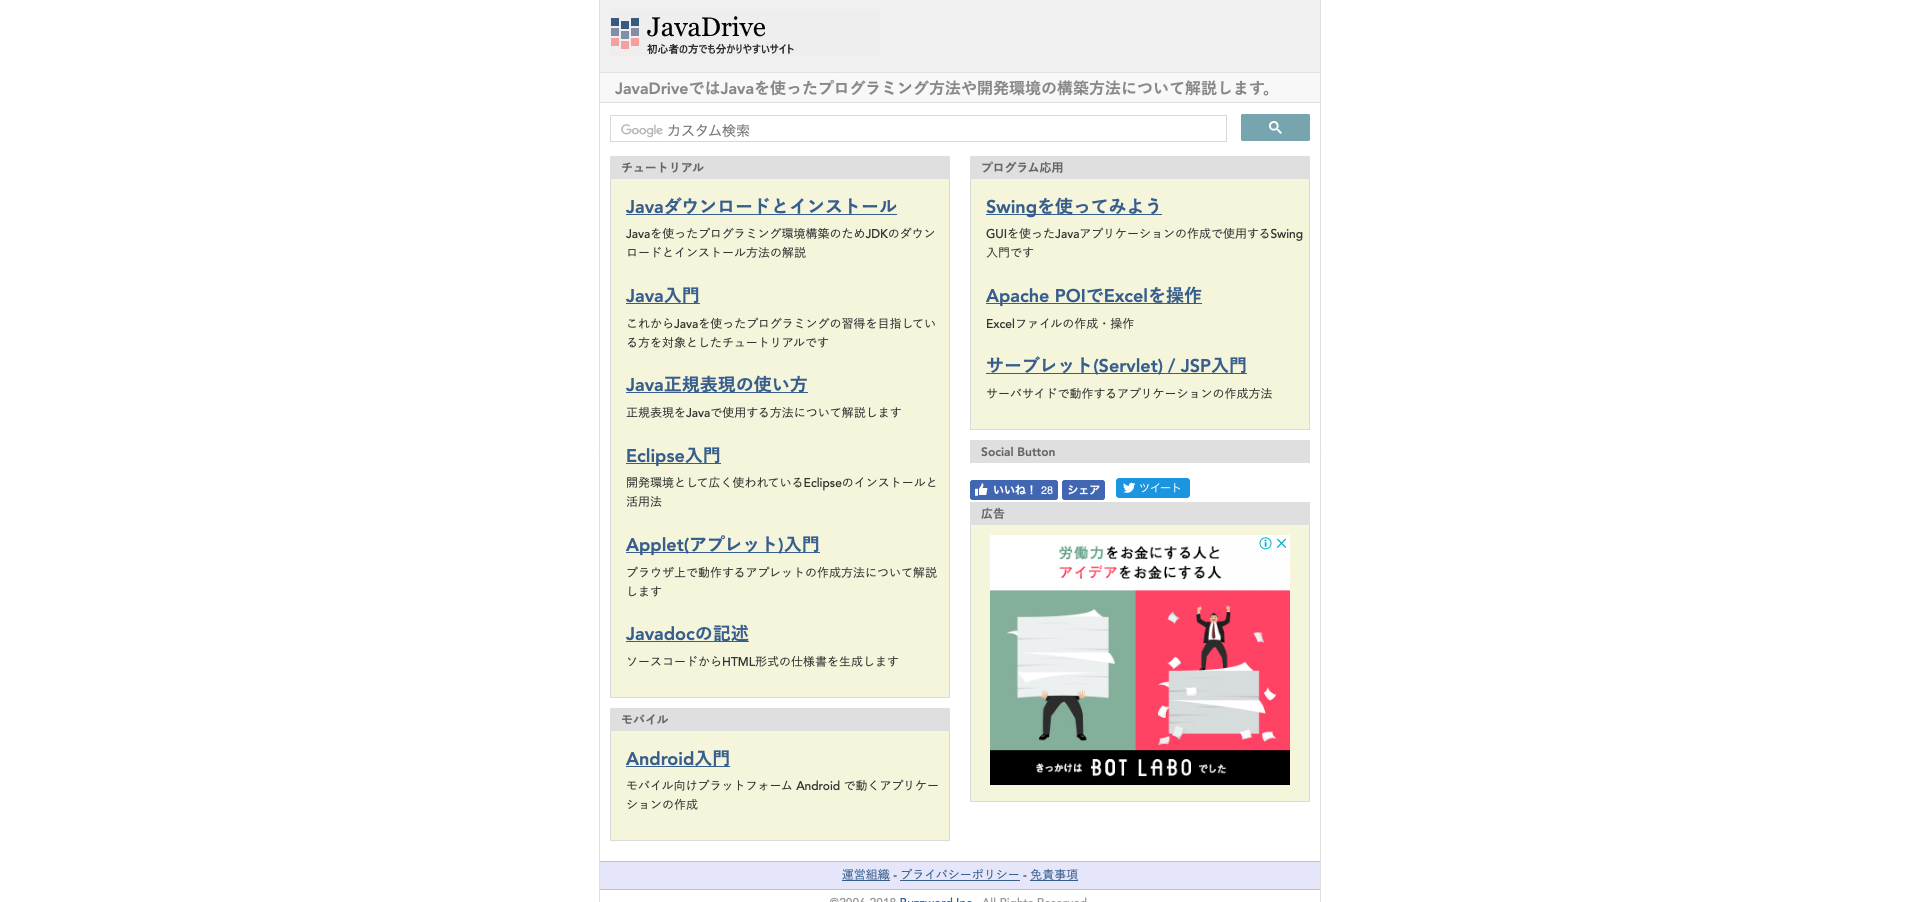 JavaDrive
初心者の方でも分かりやすいサイト
JavaDriveではJavaを使ったプログラミング方法や開発環境の構築方法について解説します。
Google カスタム検索
チュートリアル
Javaダウンロードとインストール
Javaを使ったプログラミング環境構築のためJDKのダウン
ロードとインストール方法の解説
Java入門
これからJavaを使ったプログラミングの習得を目指してい
る方を対象としたチュートリアルです
Java正規表現の使い方
正規表現をJavaで使用する方法について解説します
Eclipse入門
開発環境として広く使われているEclipseのインストールと
活用法
Applet(アプレット)入門
ブラウザ上で動作するアプレットの作成方法について解説
します
Javadocの記述
ソースコードからHTML形式の仕様書を生成します
モバイル
Android入門
モバイル向けプラットフォーム Android で動くアプリケー
ションの作成
プログラム応用
Swingを使ってみよう
GUIを使ったJavaアプリケーションの作成で使用するSwing
入門です
Apache POIでExcelを操作
Excelファイルの作成・操作
サーブレット(Servlet) / JSP入門
サーバサイドで動作するアプリケーションの作成方法
Social Button
いいね！ 28 シェア ツイート
広告
労働力をお金にする人と
アイデアをお金にする人
きっかけは BOT LABO でした
運営組織 - プライバシーポリシー - 免責事項
©2006-2018 Buzzword Inc. All Rights Reserved.